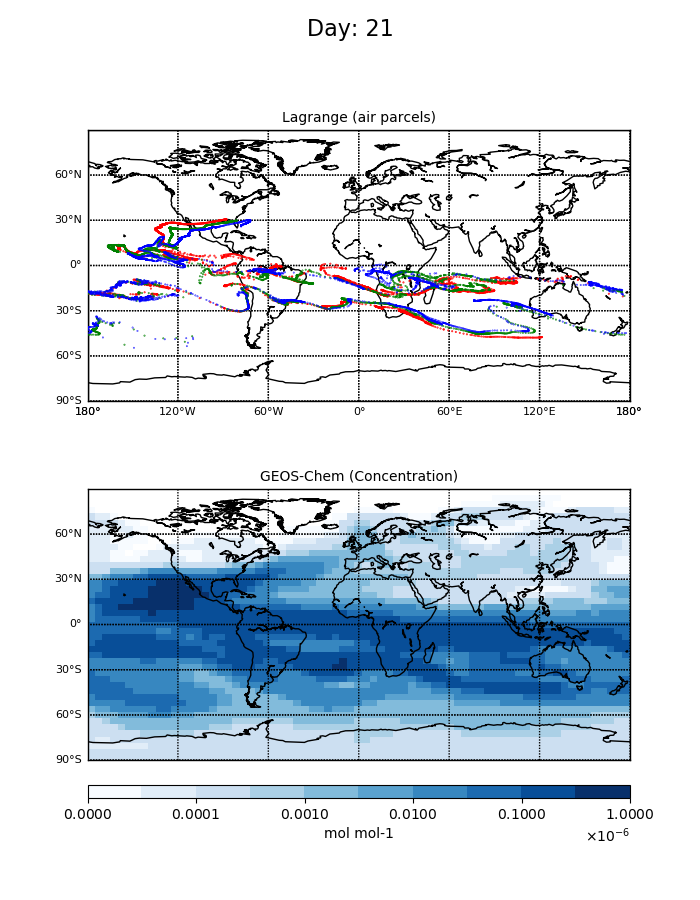 Day: 21
Lagrange (air parcels)
60°N
30°N
0°
30°S
60°S
90°S
180° 120°W 60°W 0° 60°E 120°E 180°
GEOS-Chem (Concentration)
60°N
30°N
0°
30°S
60°S
90°S
0.0000 0.0001 0.0010 0.0100 0.1000 1.0000
mol mol-1 ×10⁻⁶